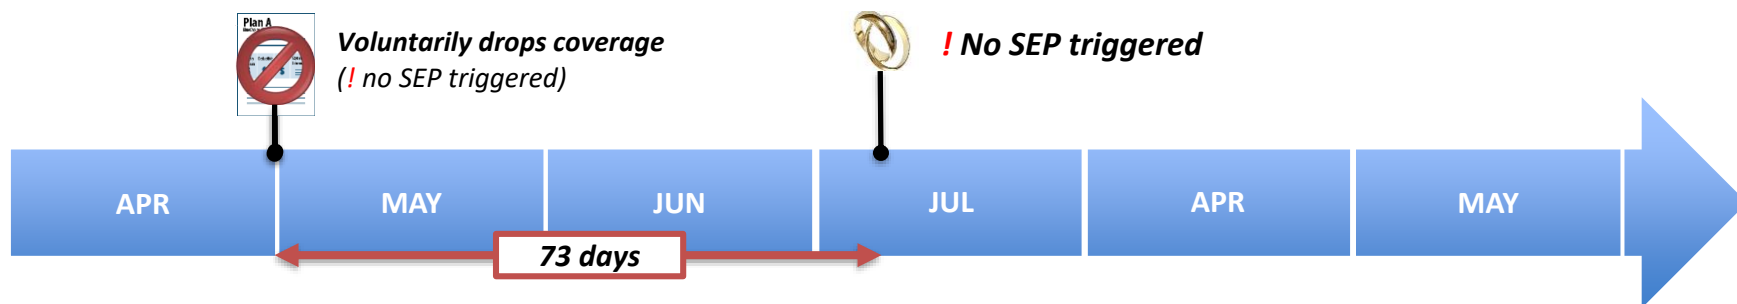 Plan A
Voluntarily drops coverage
(! no SEP triggered)
! No SEP triggered
APR
MAY
JUN
JUL
APR
MAY
73 days